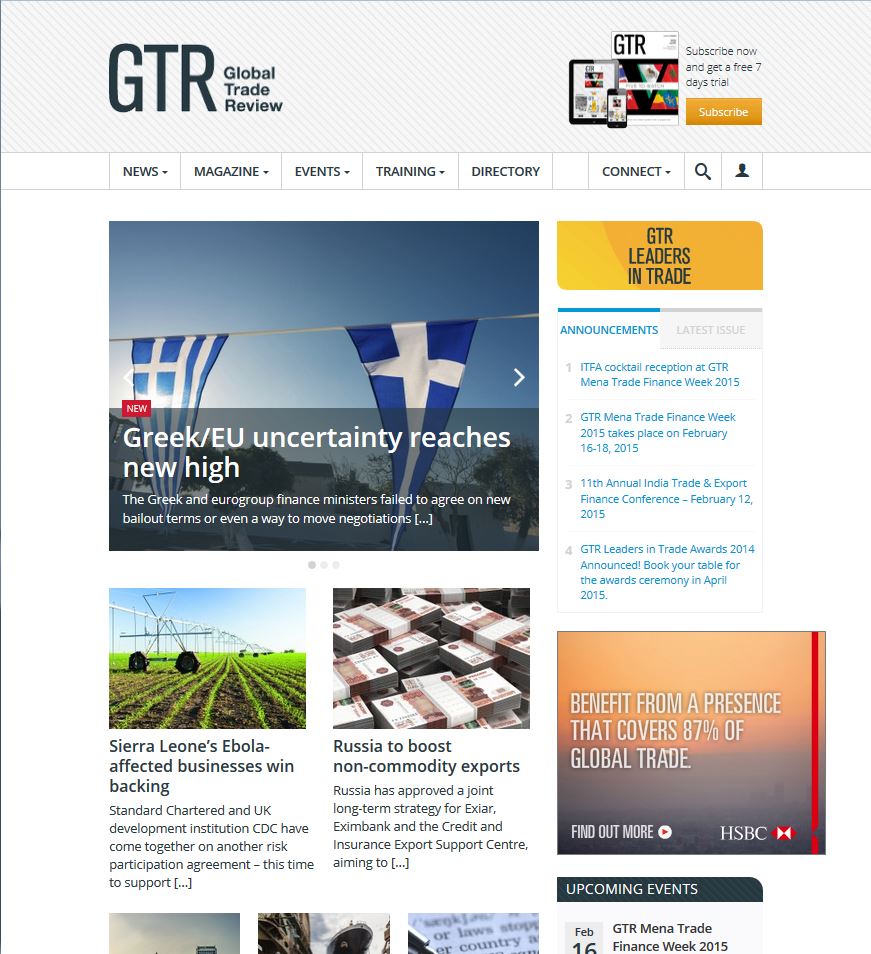 GTR Global
Trade
Review
GTR
Subscribe now
and get a free 7
days trial
Subscribe
NEWS
MAGAZINE
EVENTS
TRAINING
DIRECTORY
CONNECT
NEW
Greek/EU uncertainty reaches
new high
The Greek and eurogroup finance ministers failed to agree on new
bailout terms or even a way to move negotiations [...]
GTR
LEADERS
IN TRADE
ANNOUNCEMENTS
LATEST ISSUE
1 ITFA cocktail reception at GTR
Mena Trade Finance Week 2015
2 GTR Mena Trade Finance Week
2015 takes place on February
16-18, 2015
3 11th Annual India Trade & Export
Finance Conference – February 12,
2015
4 GTR Leaders in Trade Awards 2014
Announced! Book your table for
the awards ceremony in April
2015.
Sierra Leone’s Ebola-
affected businesses win
backing
Standard Chartered and UK
development institution CDC have
come together on another risk
participation agreement – this time
to support [...]
Russia to boost
non-commodity exports
Russia has approved a joint
long-term strategy for Exiar,
Eximbank and the Credit and
Insurance Export Support Centre,
aiming to [...]
BENEFIT FROM A PRESENCE
THAT COVERS 87% OF
GLOBAL TRADE.
FIND OUT MORE
HSBC
UPCOMING EVENTS
Feb
16
GTR Mena Trade
Finance Week 2015
or laws stopp
er country a